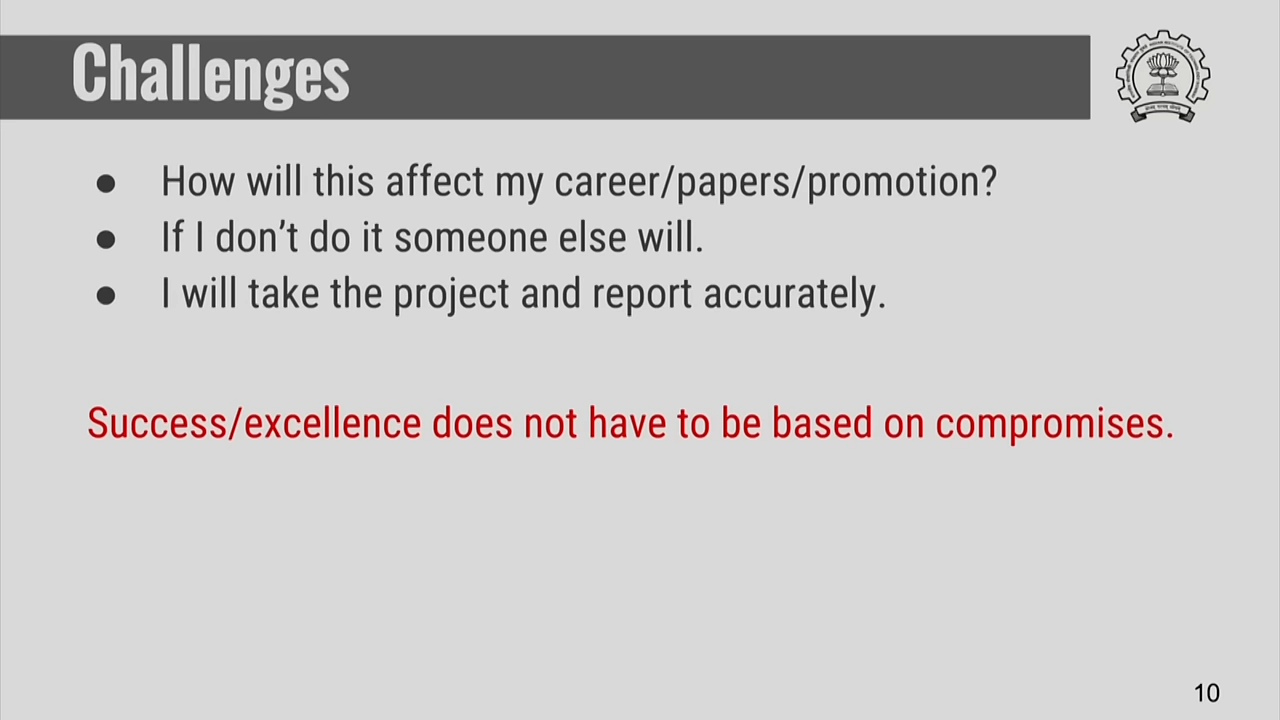 Challenges
● How will this affect my career/papers/promotion?
● If I don't do it someone else will.
● I will take the project and report accurately.
Success/excellence does not have to be based on compromises.
10